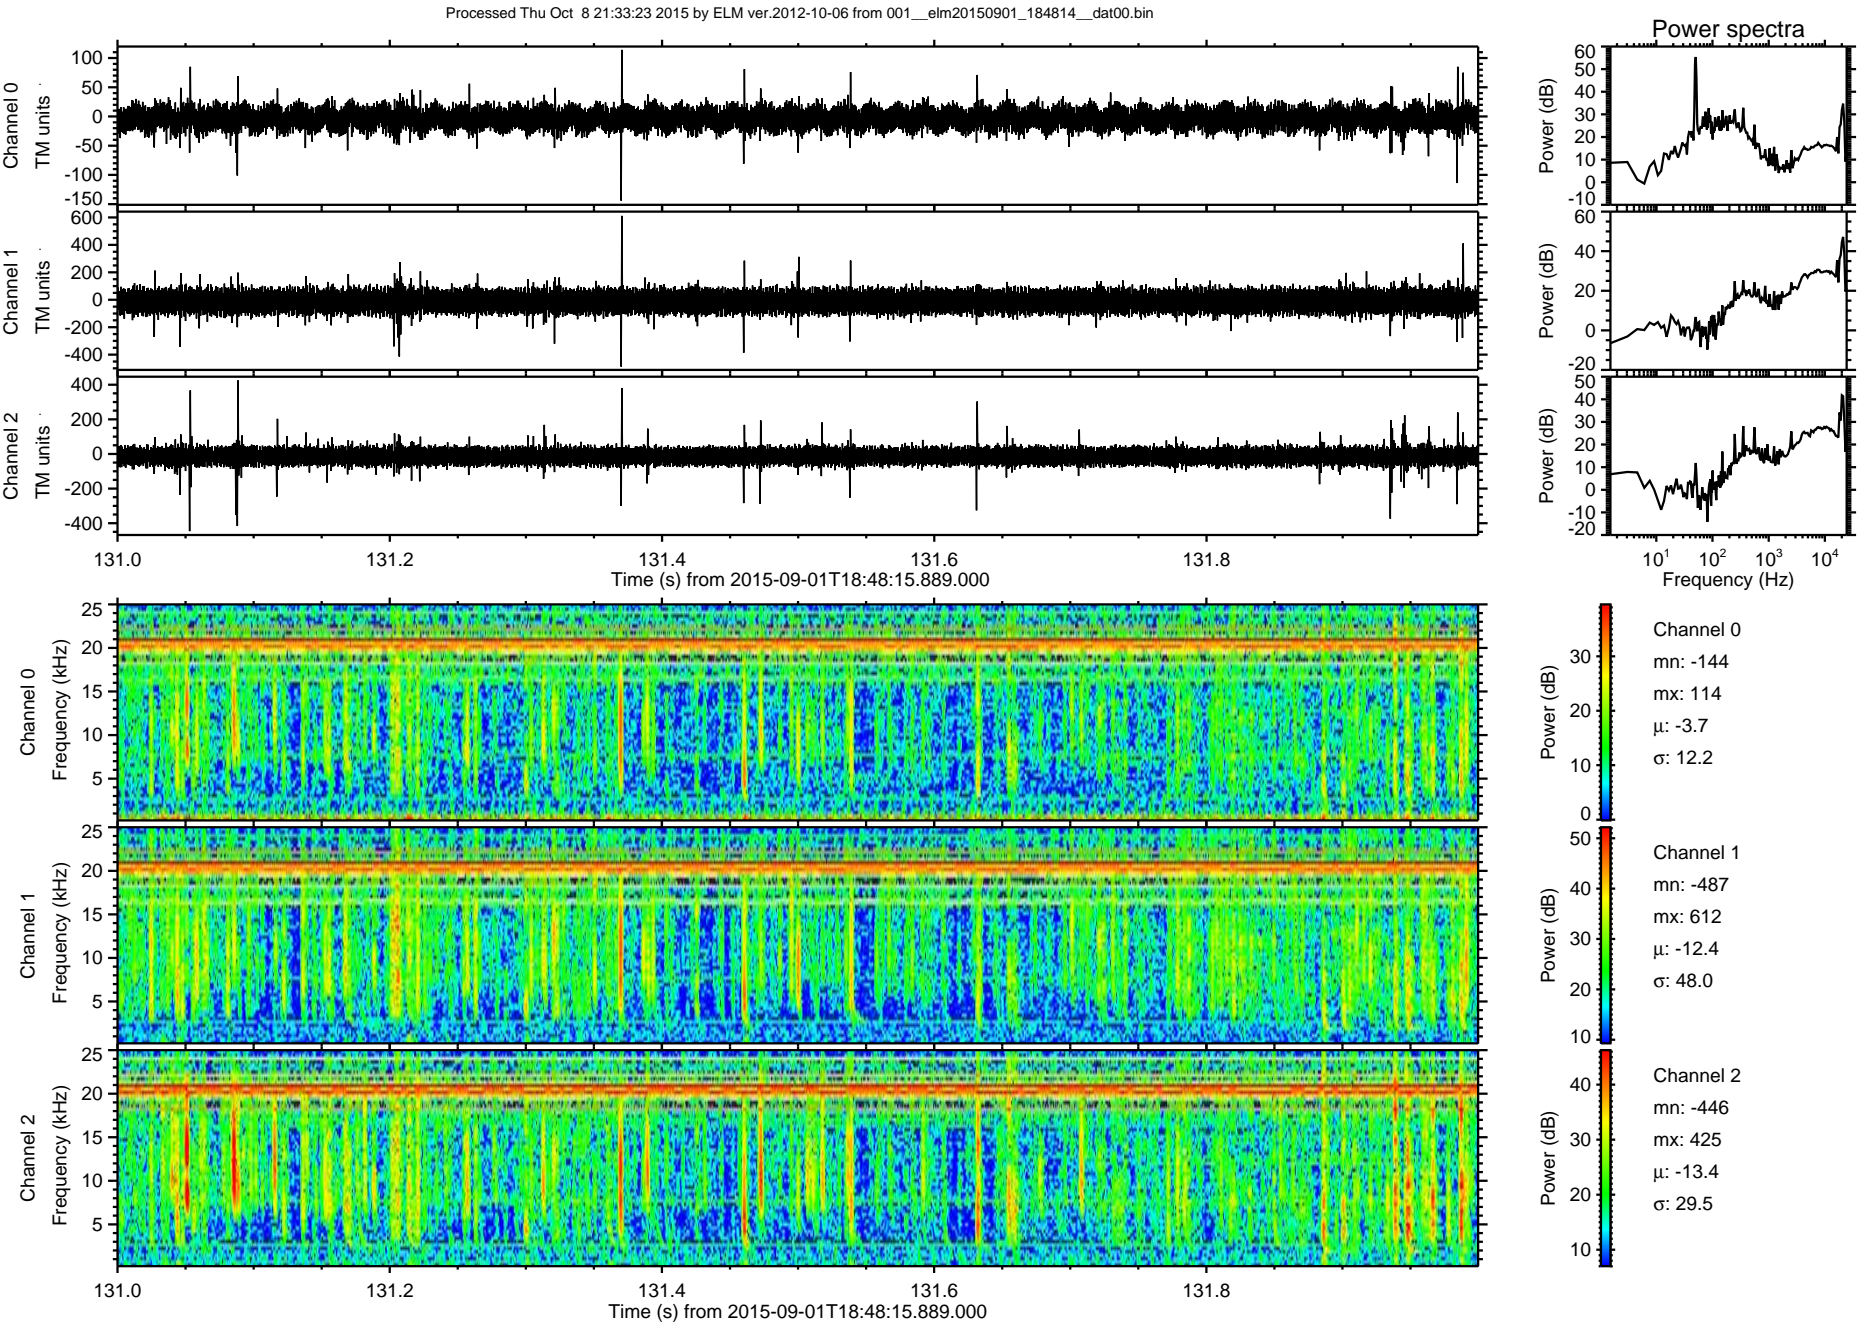 Processed Thu Oct  8 21:33:23 2015 by ELM ver.2012-10-06 from 001__elm20150901_184814__dat00.bin
Power spectra
Channel 0
TM units
100
50
0
-50
-100
-150
Power (dB)
60
50
40
30
20
10
0
-10
Channel 1
TM units
600
400
200
0
-200
-400
Power (dB)
60
40
20
0
-20
Channel 2
TM units
400
200
0
-200
-400
Power (dB)
50
40
30
20
10
0
-10
-20
131.0 131.2 131.4 131.6 131.8
Time (s) from 2015-09-01T18:48:15.889.000
10^1 10^2 10^3 10^4
Frequency (Hz)
Channel 0
Frequency (kHz)
25
20
15
10
5
Power (dB)
30
20
10
0
Channel 0
mn: -144
mx: 114
μ: -3.7
σ: 12.2
Channel 1
Frequency (kHz)
25
20
15
10
5
Power (dB)
50
40
30
20
10
Channel 1
mn: -487
mx: 612
μ: -12.4
σ: 48.0
Channel 2
Frequency (kHz)
25
20
15
10
5
Power (dB)
40
30
20
10
Channel 2
mn: -446
mx: 425
μ: -13.4
σ: 29.5
131.0 131.2 131.4 131.6 131.8
Time (s) from 2015-09-01T18:48:15.889.000